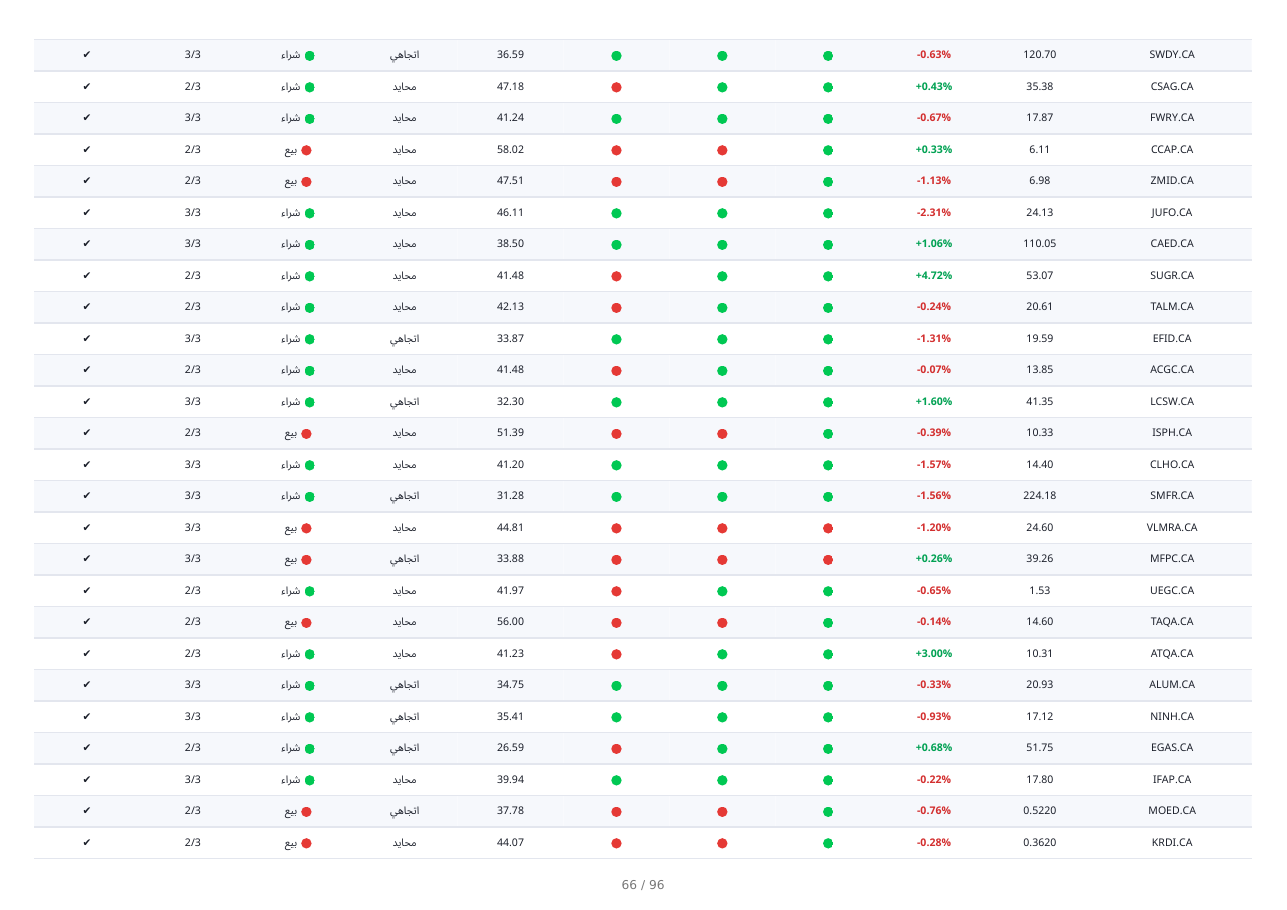 SWDY.CA 120.70 -0.63% 36.59 اتجاهي شراء 3/3 ✔
CSAG.CA 35.38 +0.43% 47.18 محايد شراء 2/3 ✔
FWRY.CA 17.87 -0.67% 41.24 محايد شراء 3/3 ✔
CCAP.CA 6.11 +0.33% 58.02 محايد بيع 2/3 ✔
ZMID.CA 6.98 -1.13% 47.51 محايد بيع 2/3 ✔
JUFO.CA 24.13 -2.31% 46.11 محايد شراء 3/3 ✔
CAED.CA 110.05 +1.06% 38.50 محايد شراء 3/3 ✔
SUGR.CA 53.07 +4.72% 41.48 محايد شراء 2/3 ✔
TALM.CA 20.61 -0.24% 42.13 محايد شراء 2/3 ✔
EFID.CA 19.59 -1.31% 33.87 اتجاهي شراء 3/3 ✔
ACGC.CA 13.85 -0.07% 41.48 محايد شراء 2/3 ✔
LCSW.CA 41.35 +1.60% 32.30 اتجاهي شراء 3/3 ✔
ISPH.CA 10.33 -0.39% 51.39 محايد بيع 2/3 ✔
CLHO.CA 14.40 -1.57% 41.20 محايد شراء 3/3 ✔
SMFR.CA 224.18 -1.56% 31.28 اتجاهي شراء 3/3 ✔
VLMRA.CA 24.60 -1.20% 44.81 محايد بيع 3/3 ✔
MFPC.CA 39.26 +0.26% 33.88 اتجاهي بيع 3/3 ✔
UEGC.CA 1.53 -0.65% 41.97 محايد شراء 2/3 ✔
TAQA.CA 14.60 -0.14% 56.00 محايد بيع 2/3 ✔
ATQA.CA 10.31 +3.00% 41.23 محايد شراء 2/3 ✔
ALUM.CA 20.93 -0.33% 34.75 اتجاهي شراء 3/3 ✔
NINH.CA 17.12 -0.93% 35.41 اتجاهي شراء 3/3 ✔
EGAS.CA 51.75 +0.68% 26.59 اتجاهي شراء 2/3 ✔
IFAP.CA 17.80 -0.22% 39.94 محايد شراء 3/3 ✔
MOED.CA 0.5220 -0.76% 37.78 اتجاهي بيع 2/3 ✔
KRDI.CA 0.3620 -0.28% 44.07 محايد بيع 2/3 ✔
66 / 96